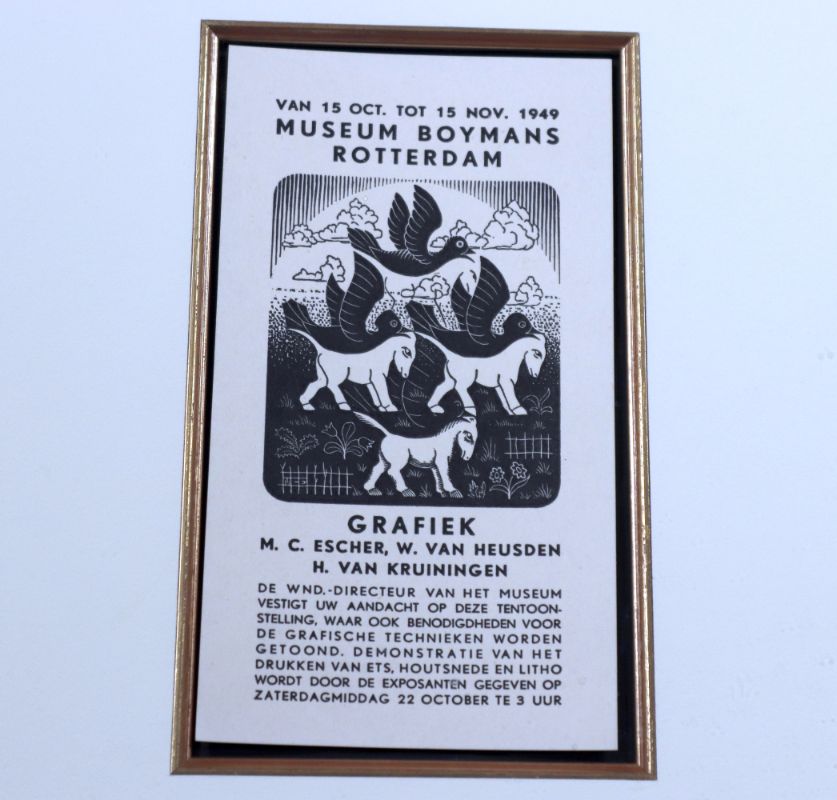 VAN 15 OCT. TOT 15 NOV. 1949
MUSEUM BOYMANS
ROTTERDAM
GRAFIEK
M. C. ESCHER, W. VAN HEUSDEN
H. VAN KRUININGEN
DE WND.-DIRECTEUR VAN HET MUSEUM
VESTIGT UW AANDACHT OP DEZE TENTOON-
STELLING, WAAR OOK BENODIGDHEDEN VOOR
DE GRAFISCHE TECHNIEKEN WORDEN
GETOOND. DEMONSTRATIE VAN HET
DRUKKEN VAN ETS, HOUTSNEDE EN LITHO
WORDT DOOR DE EXPOSANTEN GEGEVEN OP
ZATERDAGMIDDAG 22 OCTOBER TE 3 UUR